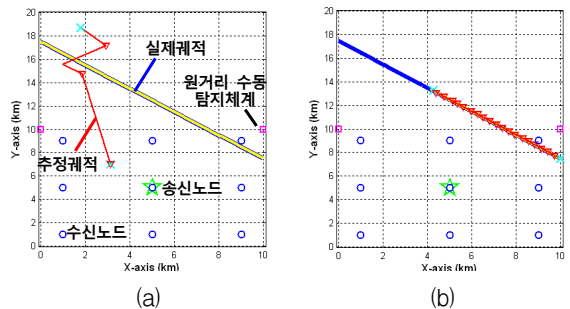 20
18
16
14
12
10
8
6
4
2
0
Y-axis (km)
0 2 4 6 8 10
X-axis (km)
실제궤적
원거리 수동
탐지체계
추정궤적
송신노드
수신노드
(a)
20
18
16
14
12
10
8
6
4
2
0
Y-axis (km)
0 2 4 6 8 10
X-axis (km)
(b)